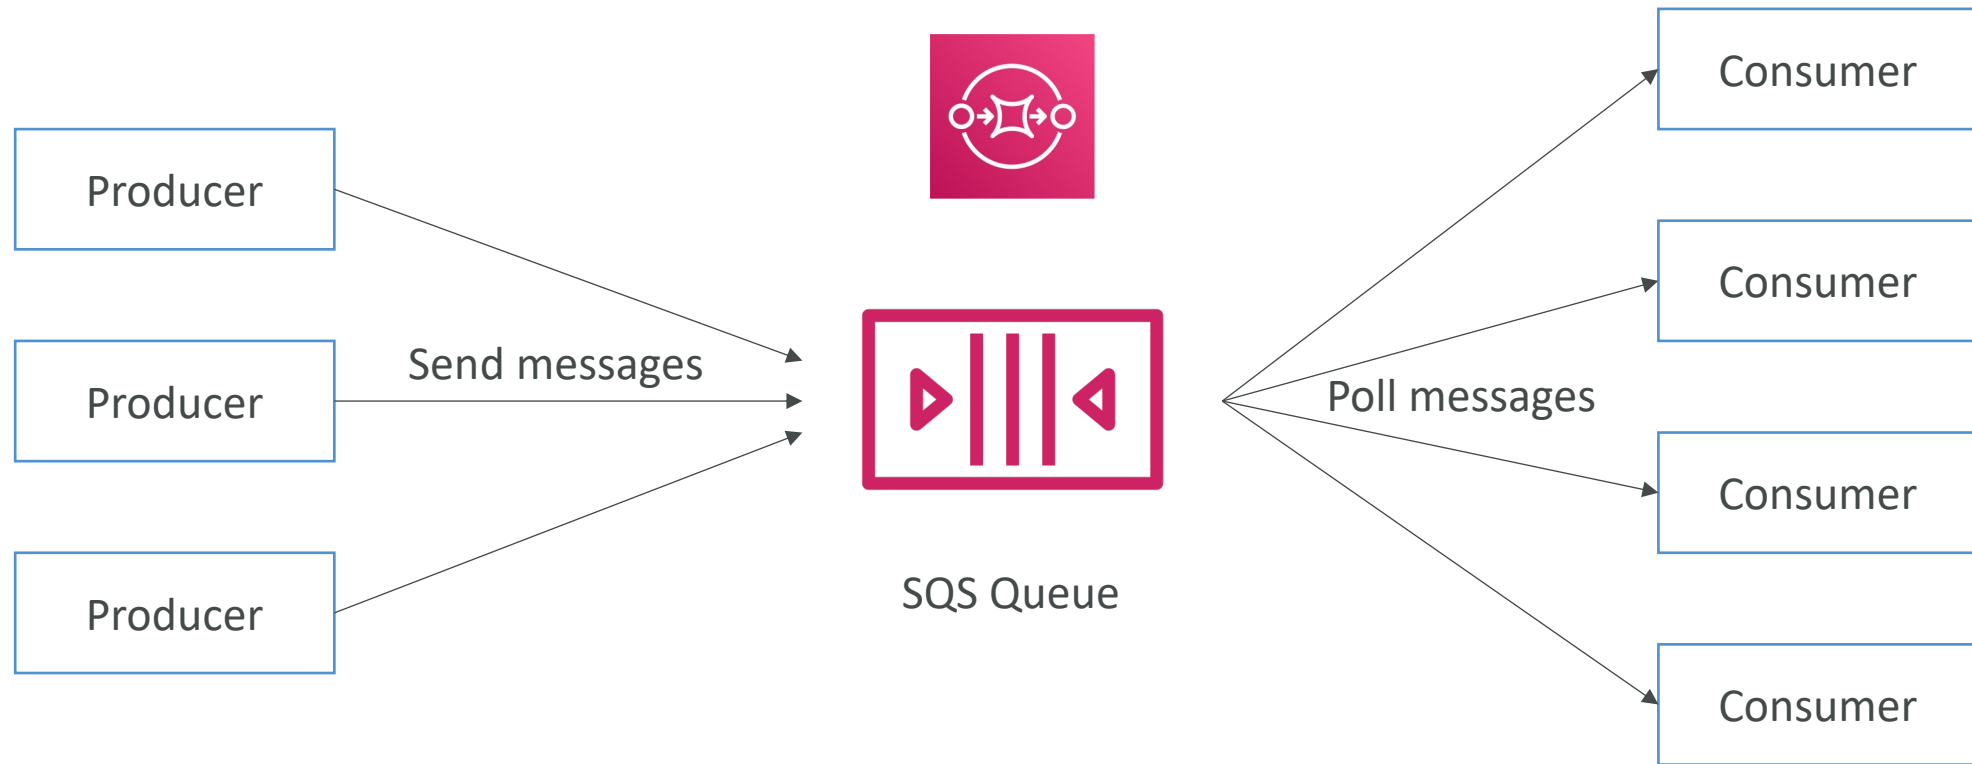 Producer
Producer
Producer
Send messages
SQS Queue
Poll messages
Consumer
Consumer
Consumer
Consumer